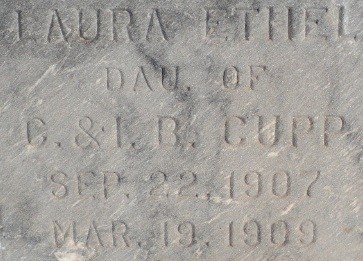 LAURA ETHEL
DAU. OF
C. & I. B. CUPP
SEP. 22, 1907
MAR. 19, 1909